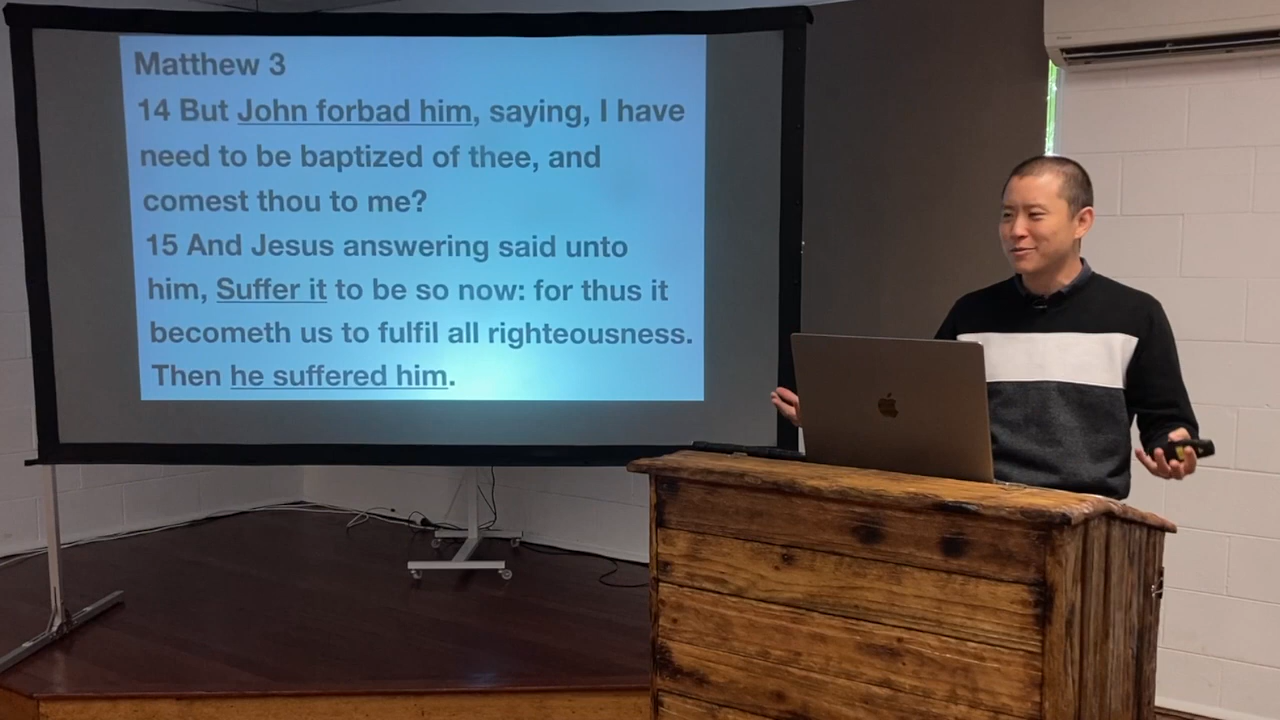 Matthew 3
14 But John forbad him, saying, I have
need to be baptized of thee, and
comest thou to me?
15 And Jesus answering said unto
him, Suffer it to be so now: for thus it
becometh us to fulfil all righteousness.
Then he suffered him.